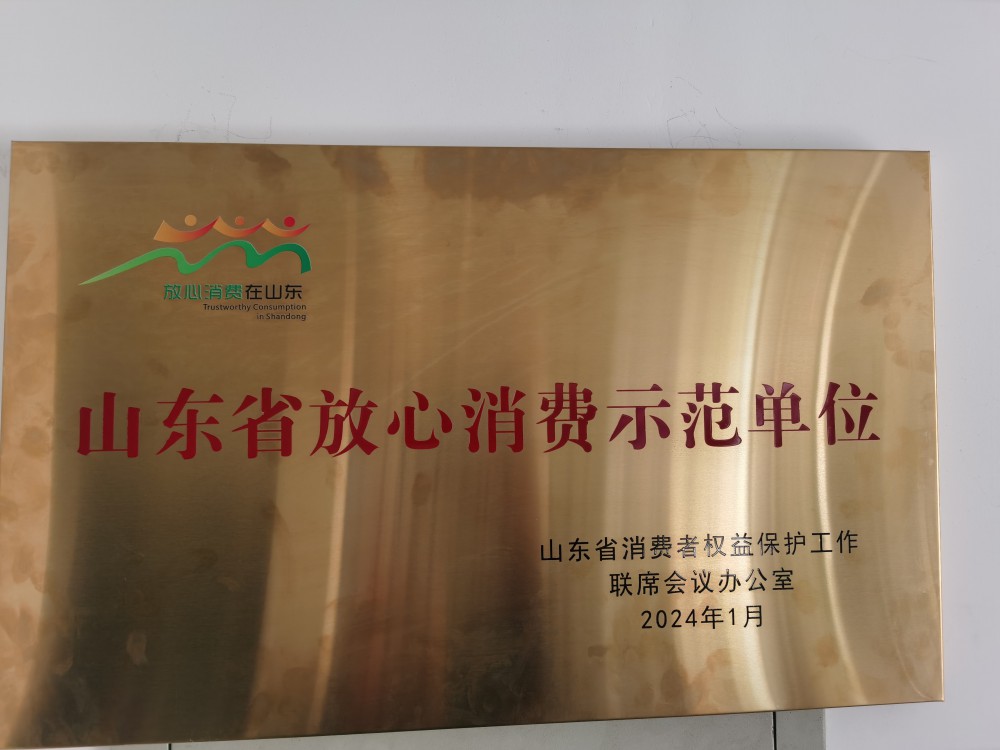 放心消费在山东
Trustworthy Consumption
in Shandong
山东省放心消费示范单位
山东省消费者权益保护工作
联席会议办公室
2024年1月